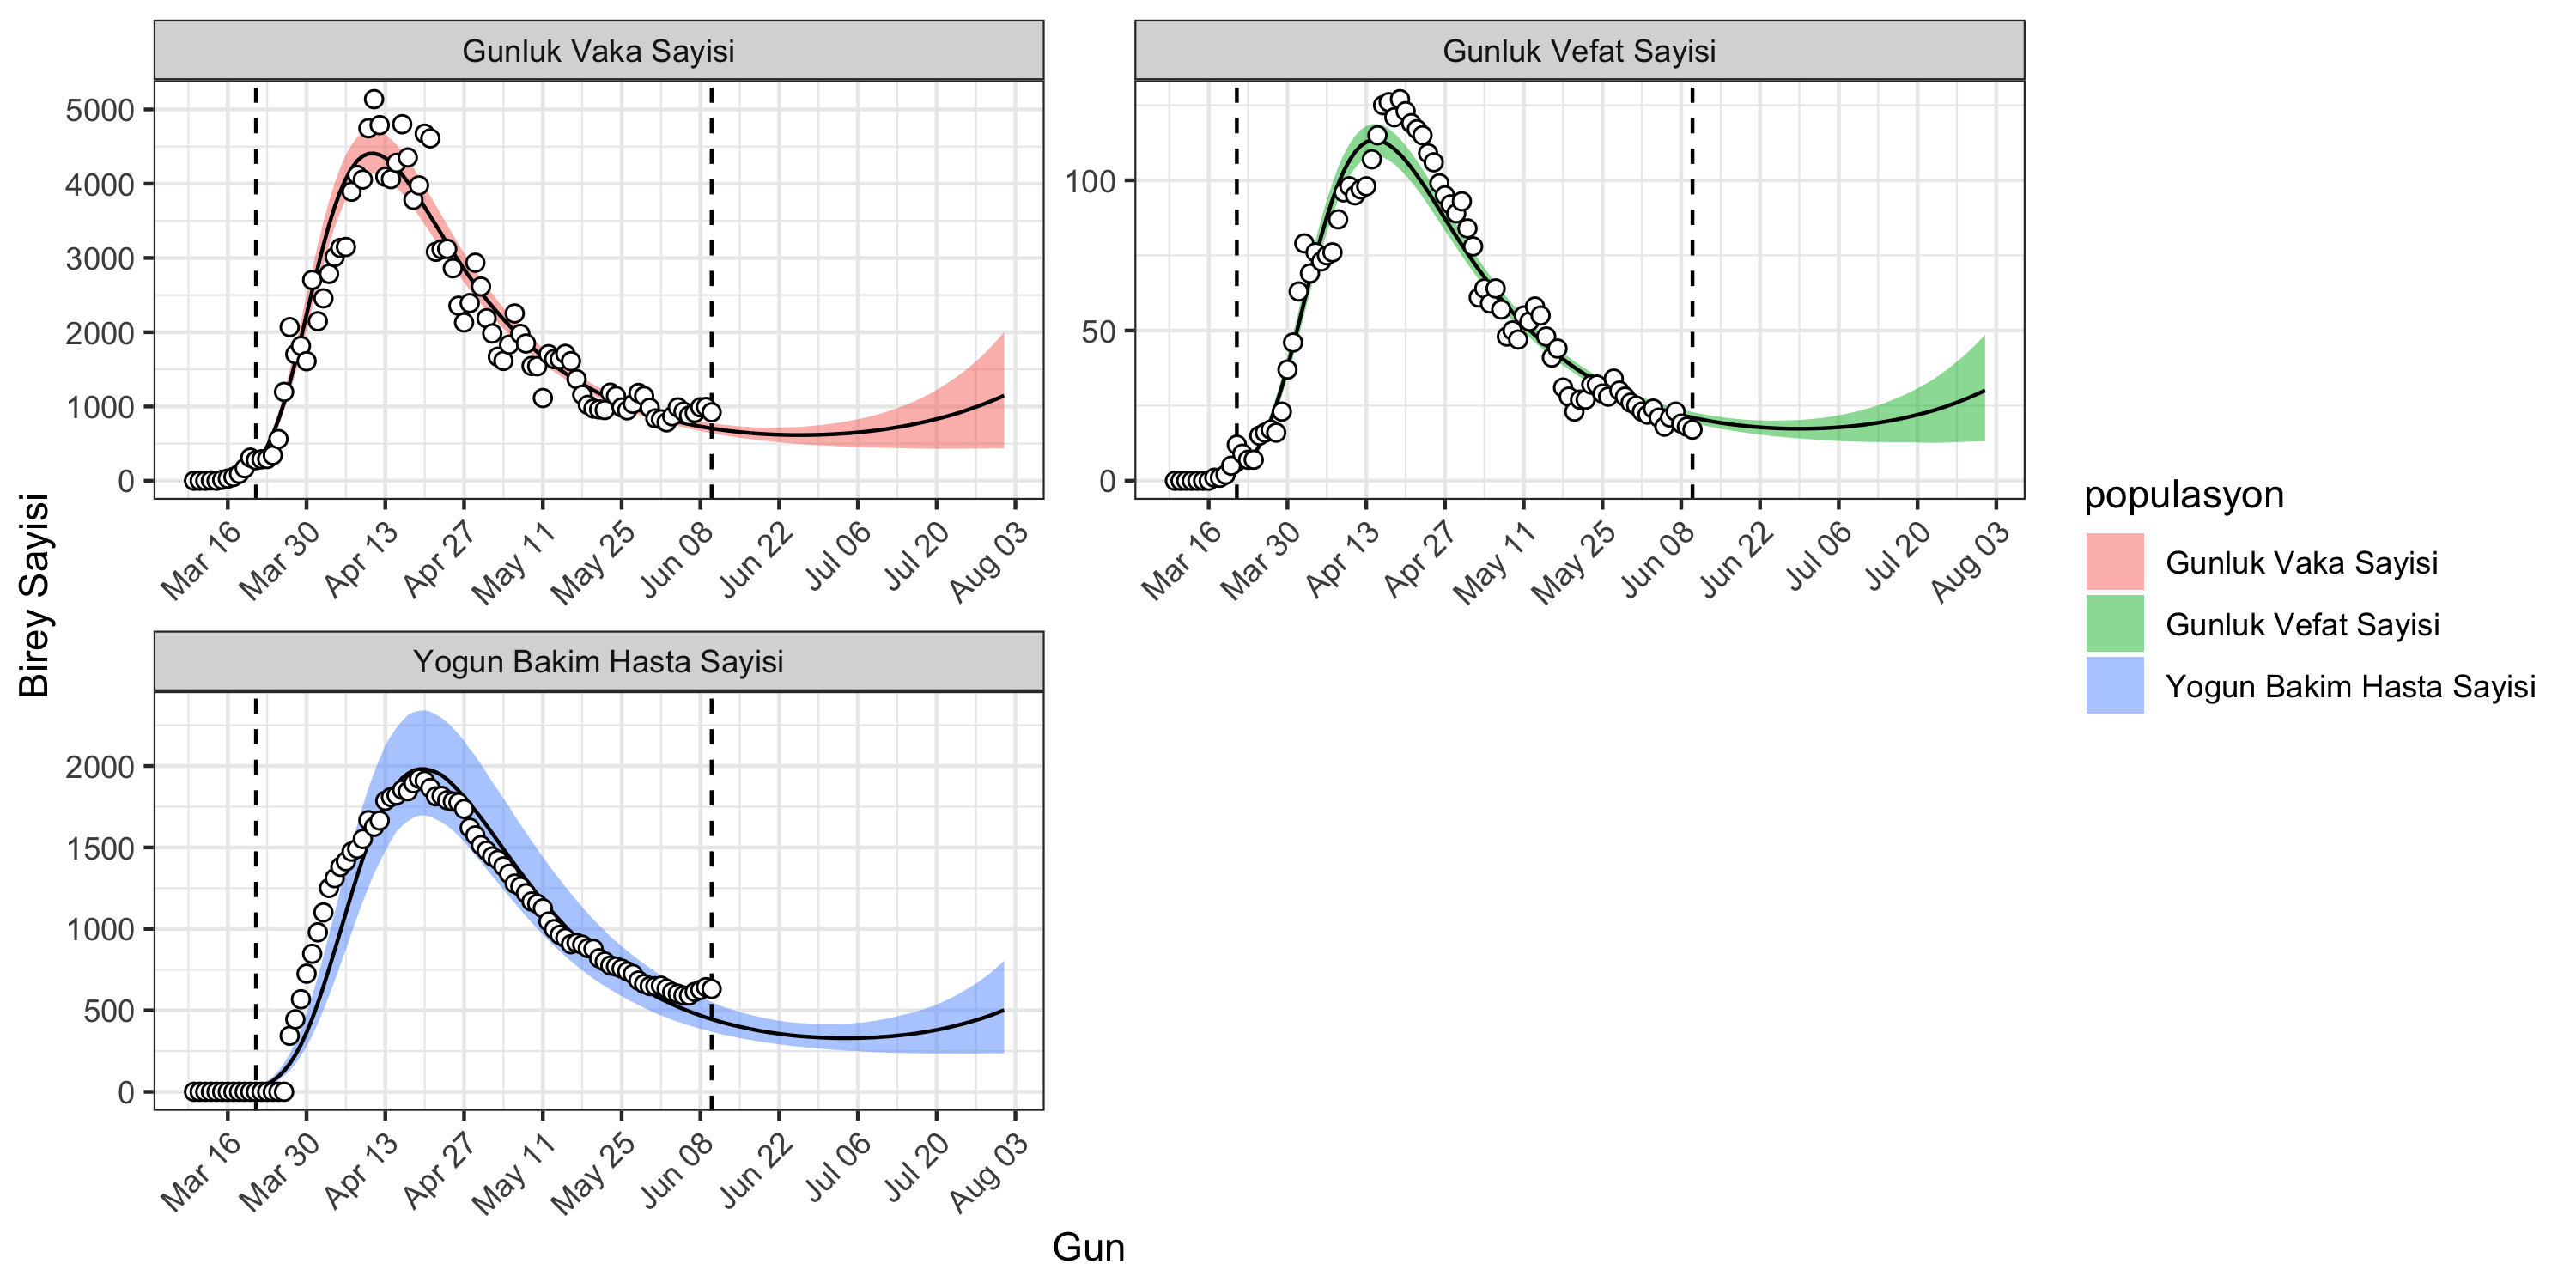 Gunluk Vaka Sayisi
5000
4000
3000
2000
1000
0
Mar 16
Mar 30
Apr 13
Apr 27
May 11
May 25
Jun 08
Jun 22
Jul 06
Jul 20
Aug 03
Gunluk Vefat Sayisi
100
50
0
Mar 16
Mar 30
Apr 13
Apr 27
May 11
May 25
Jun 08
Jun 22
Jul 06
Jul 20
Aug 03
Birey Sayisi
Yogun Bakim Hasta Sayisi
2000
1500
1000
500
0
Mar 16
Mar 30
Apr 13
Apr 27
May 11
May 25
Jun 08
Jun 22
Jul 06
Jul 20
Aug 03
Gun
populasyon
Gunluk Vaka Sayisi
Gunluk Vefat Sayisi
Yogun Bakim Hasta Sayisi